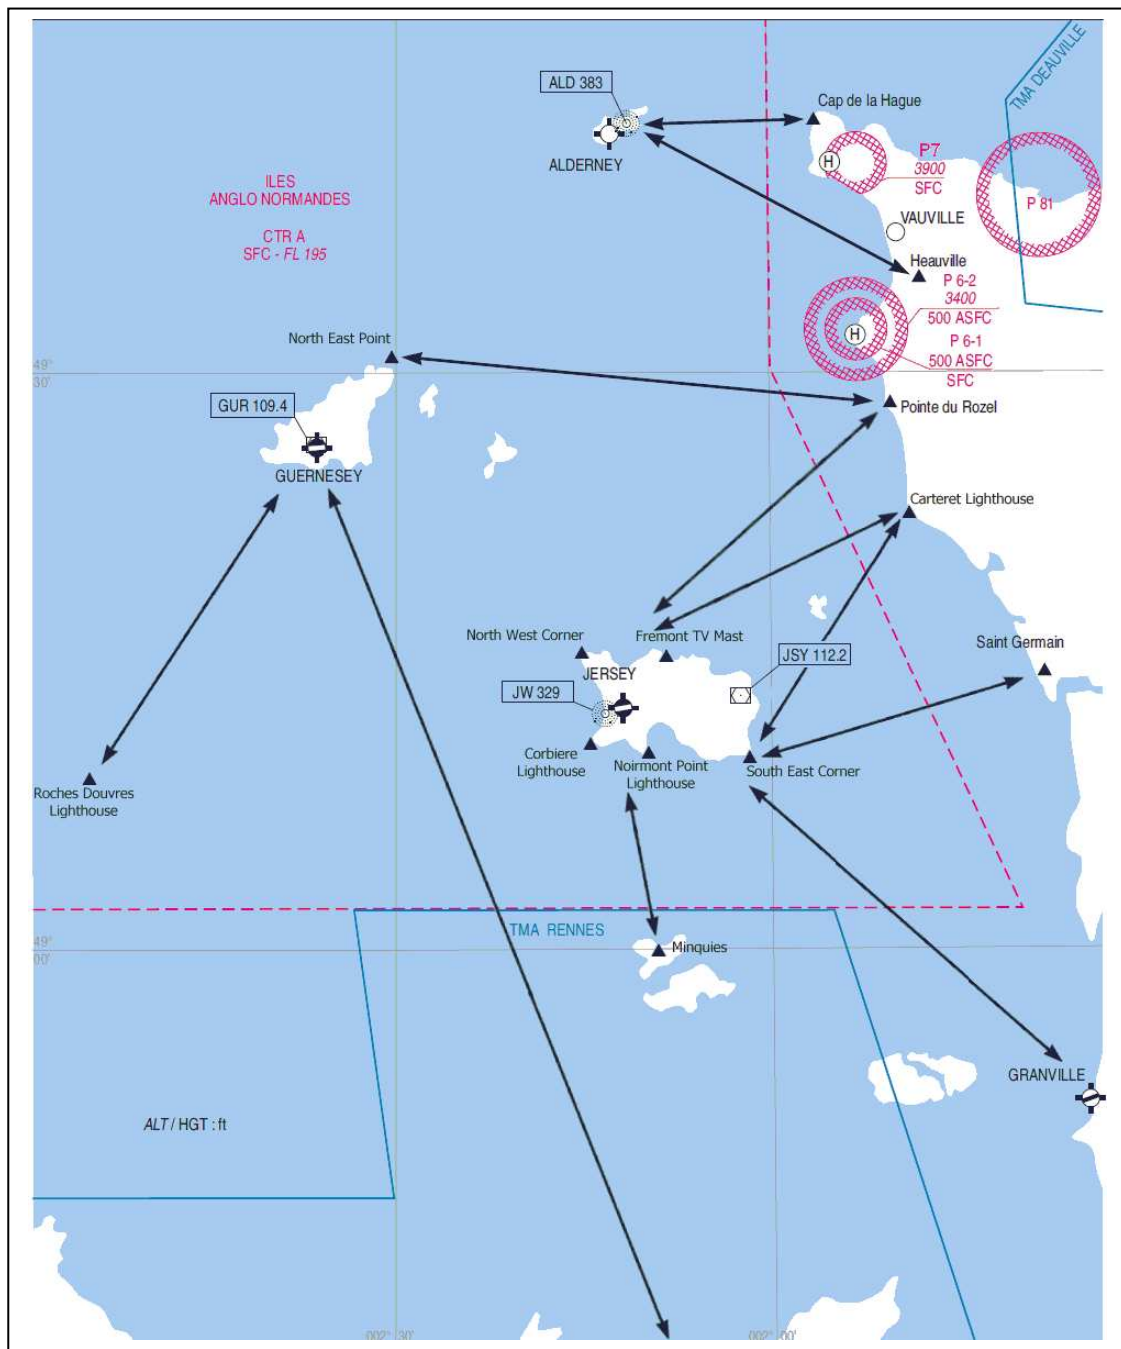 TMA DEAUVILLE
ALD 383
Cap de la Hague
ALDERNEY
H
P7
3900
SFC
ILES
ANGLO NORMANDES
CTR A
SFC - FL 195
P 81
VAUVILLE
Heauville
P 6-2
3400
500 ASFC
H
P 6-1
500 ASFC
SFC
North East Point
49°
30'
GUR 109.4
Pointe du Rozel
GUERNESEY
Carteret Lighthouse
North West Corner
Fremont TV Mast
JSY 112.2
Saint Germain
JERSEY
JW 329
Corbiere
Lighthouse
Noirmont Point
Lighthouse
South East Corner
Roches Douvres
Lighthouse
TMA RENNES
49°
00'
Minquies
GRANVILLE
ALT / HGT : ft
002° 30'
002° 00'